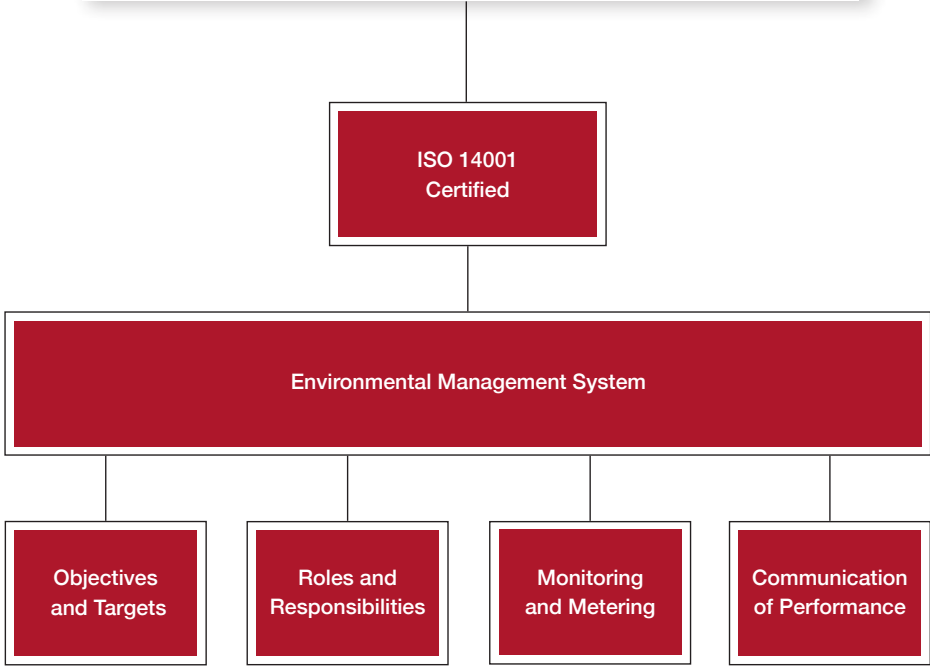 ISO 14001
Certified
Environmental Management System
Objectives
and Targets
Roles and
Responsibilities
Monitoring
and Metering
Communication
of Performance